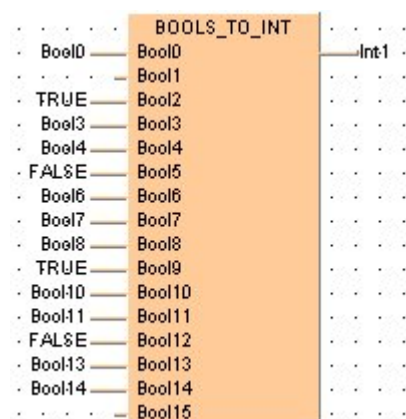 BOOLS_TO_INT
Bool0 Bool0 Int1
Bool1
TRUE Bool2
Bool3 Bool3
Bool4 Bool4
FALSE Bool5
Bool6 Bool6
Bool7 Bool7
Bool8 Bool8
TRUE Bool9
Bool10 Bool10
Bool11 Bool11
FALSE Bool12
Bool13 Bool13
Bool14 Bool14
Bool15